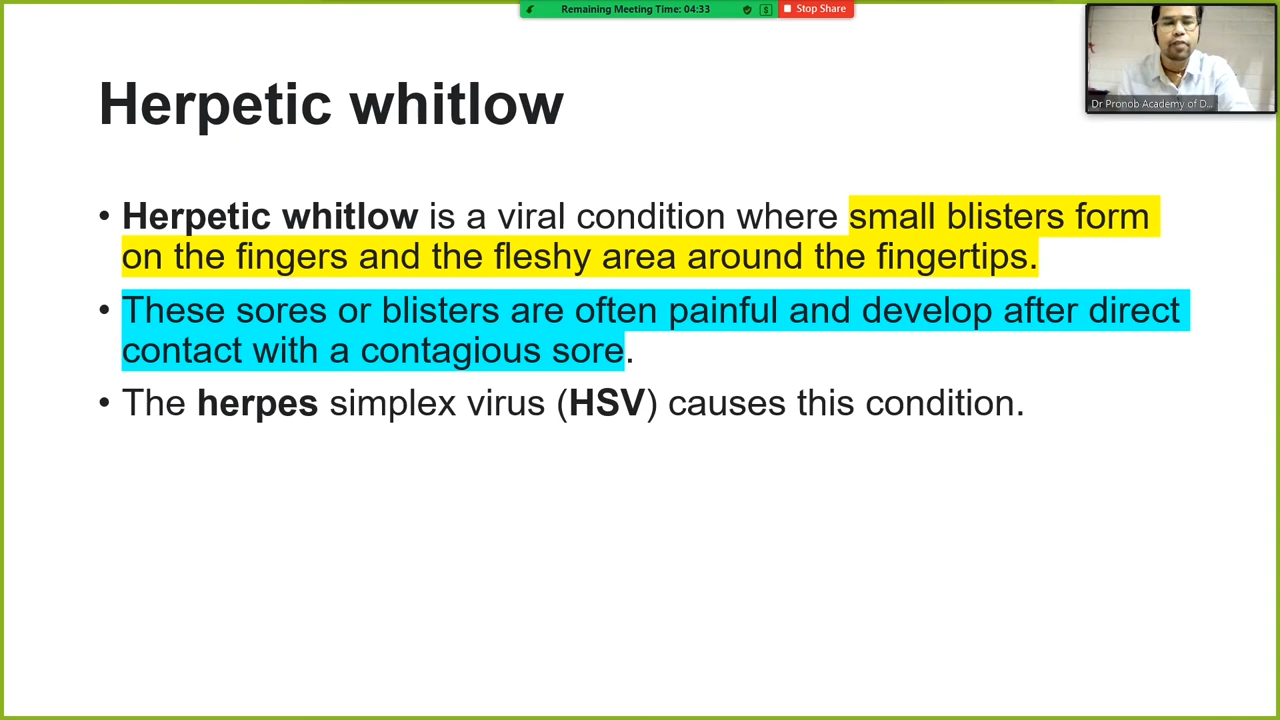 Remaining Meeting Time: 04:33
Stop Share
Dr Pronob Academy of D...
Herpetic whitlow
• Herpetic whitlow is a viral condition where small blisters form
on the fingers and the fleshy area around the fingertips.
• These sores or blisters are often painful and develop after direct
contact with a contagious sore.
• The herpes simplex virus (HSV) causes this condition.